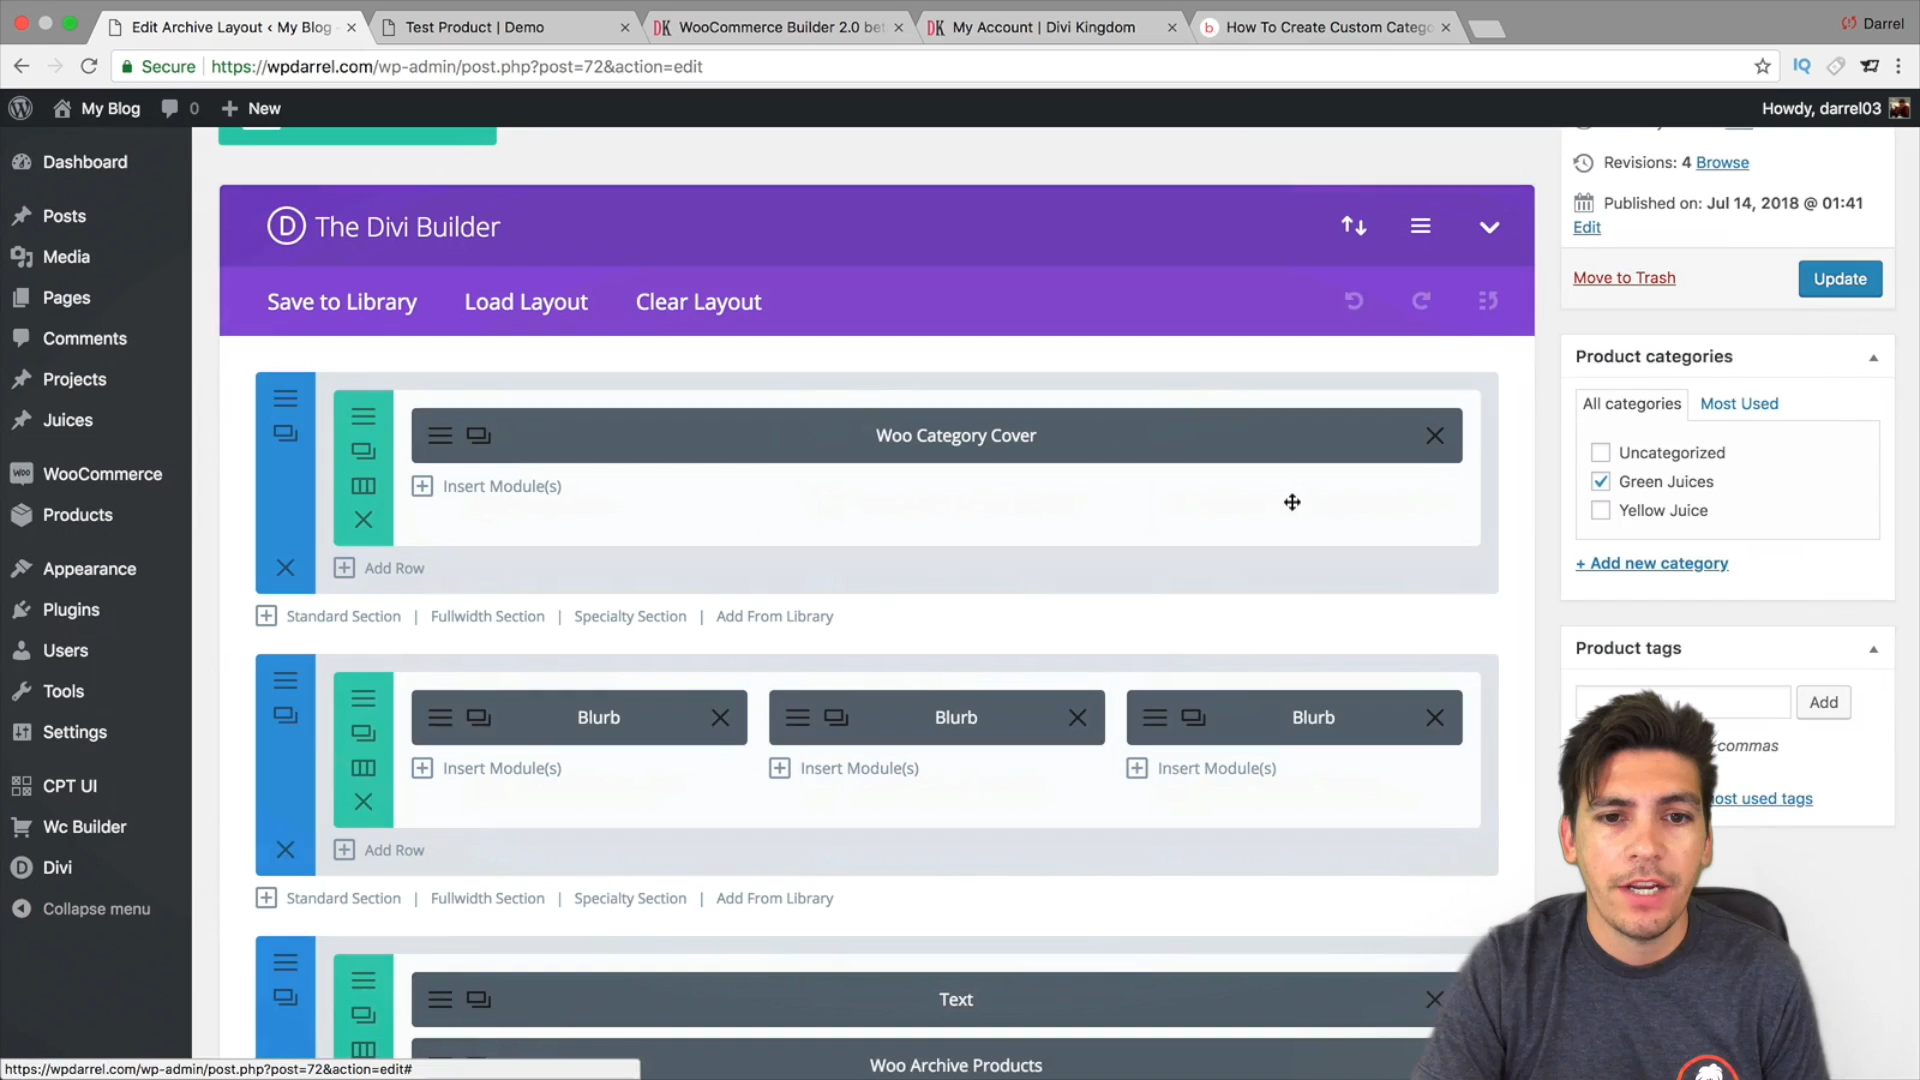 Edit Archive Layout ‹ My Blog
Test Product | Demo
DK WooCommerce Builder 2.0 bet
DK My Account | Divi Kingdom
b How To Create Custom Catego
Darrel
Secure https://wpdarrel.com/wp-admin/post.php?post=72&action=edit
IQ
My Blog 0 New
Howdy, darrel03
Dashboard
Posts
Media
Pages
Comments
Projects
Juices
Woo WooCommerce
Products
Appearance
Plugins
Users
Tools
Settings
CPT UI
Wc Builder
D Divi
Collapse menu
D The Divi Builder
Save to Library Load Layout Clear Layout
Woo Category Cover
Insert Module(s)
Add Row
Standard Section | Fullwidth Section | Specialty Section | Add From Library
Blurb Blurb Blurb
Insert Module(s) Insert Module(s) Insert Module(s)
Add Row
Standard Section | Fullwidth Section | Specialty Section | Add From Library
Text
Woo Archive Products
Revisions: 4 Browse
Published on: Jul 14, 2018 @ 01:41
Edit
Move to Trash Update
Product categories
All categories Most Used
Uncategorized
Green Juices
Yellow Juice
+ Add new category
Product tags
Add
commas
most used tags
https://wpdarrel.com/wp-admin/post.php?post=72&action=edit#